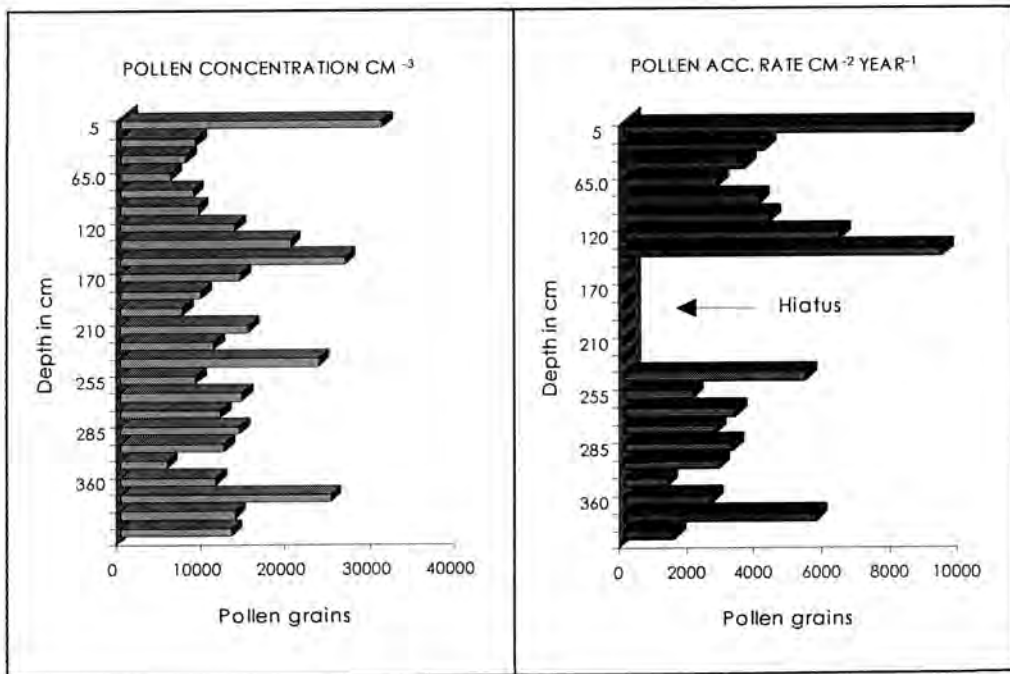 POLLEN CONCENTRATION CM⁻³
Depth in cm
5
65.0
120
170
210
255
285
360
0 10000 20000 30000 40000
Pollen grains
POLLEN ACC. RATE CM⁻² YEAR⁻¹
Depth in cm
5
65.0
120
170
210
255
285
360
Hiatus
0 2000 4000 6000 8000 10000
Pollen grains